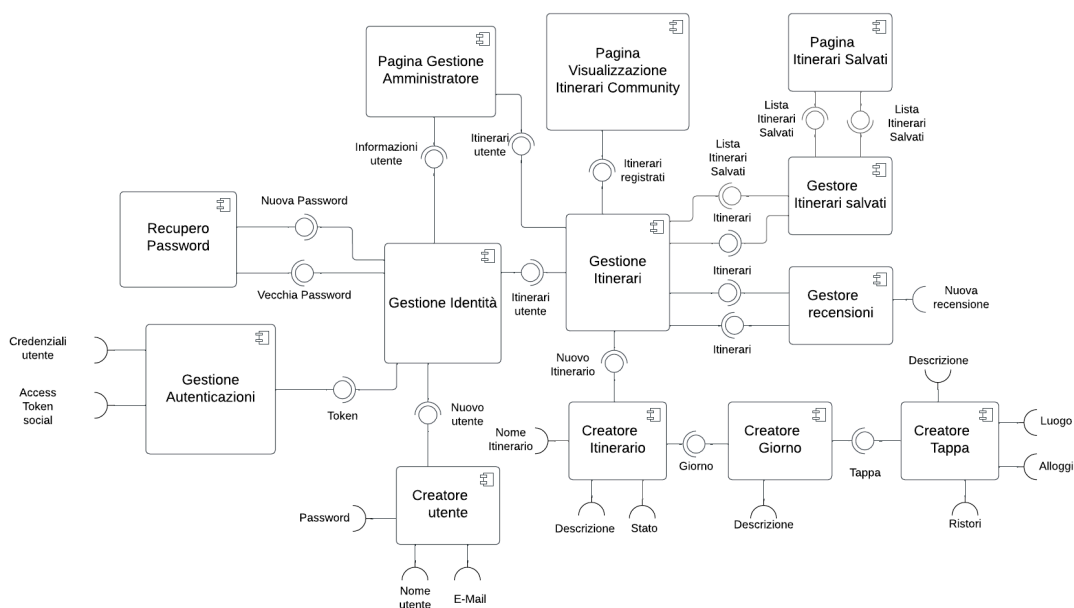 Pagina Gestione
Amministratore
Pagina
Visualizzazione
Itinerari Community
Pagina
Itinerari Salvati
Informazioni
utente
Itinerari
utente
Itinerari
registrati
Lista
Itinerari
Salvati
Lista
Itinerari
Salvati
Lista
Itinerari
Salvati
Gestore
Itinerari salvati
Itinerari
Recupero
Password
Nuova Password
Vecchia Password
Gestione Identità
Itinerari
utente
Gestione
Itinerari
Itinerari
Itinerari
Gestore
recensioni
Nuova
recensione
Credenziali
utente
Access
Token
social
Gestione
Autenticazioni
Token
Nuovo
utente
Nuovo
Itinerario
Nome
Itinerario
Creatore
Itinerario
Descrizione
Stato
Giorno
Creatore
Giorno
Descrizione
Tappa
Descrizione
Creatore
Tappa
Luogo
Alloggi
Ristori
Creatore
utente
Password
Nome
utente
E-Mail